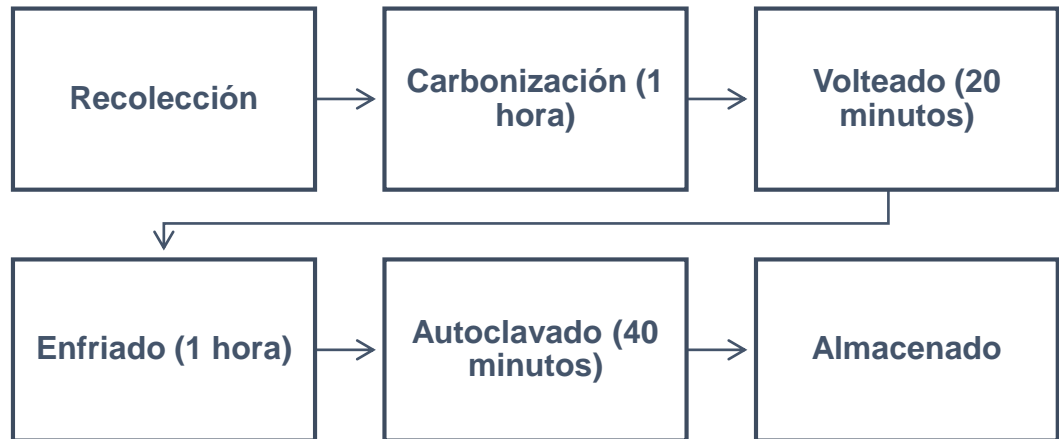 Recolección
Carbonización (1
hora)
Volteado (20
minutos)
Enfriado (1 hora)
Autoclavado (40
minutos)
Almacenado